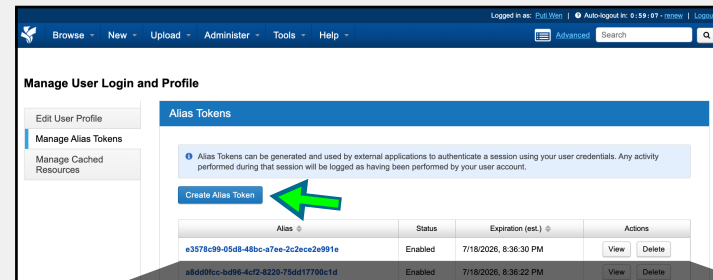 Logged in as: Puti Wen | Auto-logout in: 0:59:07 - renew | Logou
Browse New Upload Administer Tools Help Advanced Search
Manage User Login and Profile
Edit User Profile
Manage Alias Tokens
Manage Cached
Resources
Alias Tokens
Alias Tokens can be generated and used by external applications to authenticate a session using your user credentials. Any activity
performed during that session will be logged as having been performed by your user account.
Create Alias Token
Alias Status Expiration (est.) Actions
e3578c99-05d8-48bc-a7ee-2c2ece2e991e Enabled 7/18/2026, 8:36:30 PM View Delete
a8dd0fcc-bd96-4cf2-8220-75dd17700c1d Enabled 7/18/2026, 8:36:22 PM View Delete